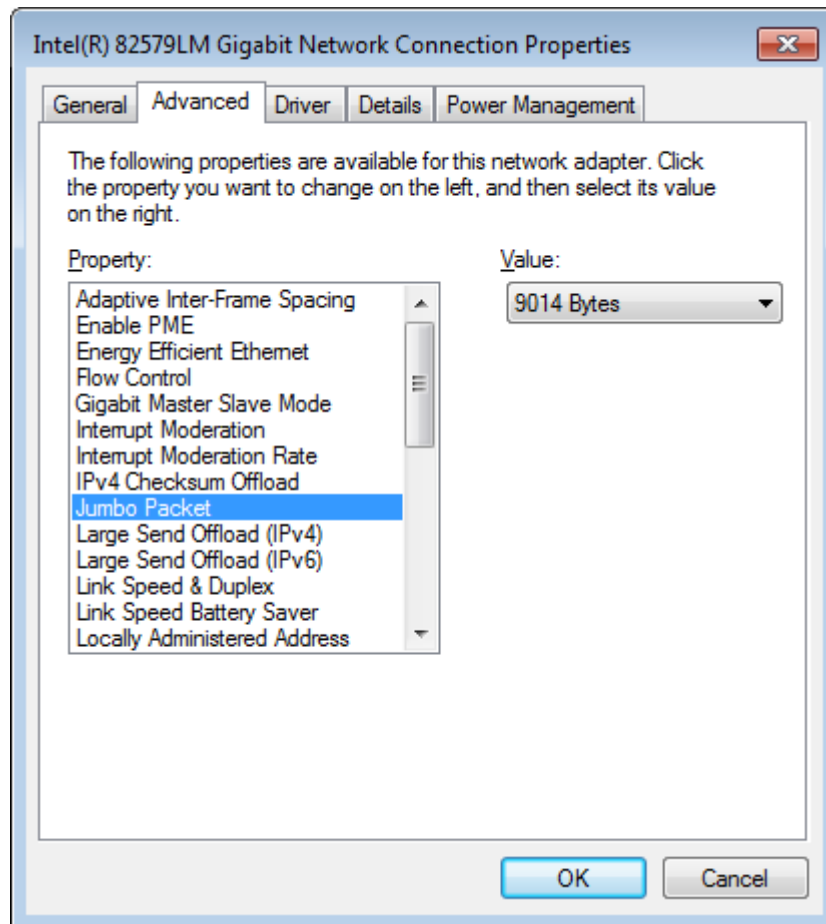 Intel(R) 82579LM Gigabit Network Connection Properties
General Advanced Driver Details Power Management
The following properties are available for this network adapter. Click
the property you want to change on the left, and then select its value
on the right.
Property:
Adaptive Inter-Frame Spacing
Enable PME
Energy Efficient Ethernet
Flow Control
Gigabit Master Slave Mode
Interrupt Moderation
Interrupt Moderation Rate
IPv4 Checksum Offload
Jumbo Packet
Large Send Offload (IPv4)
Large Send Offload (IPv6)
Link Speed & Duplex
Link Speed Battery Saver
Locally Administered Address
Value:
9014 Bytes
OK Cancel